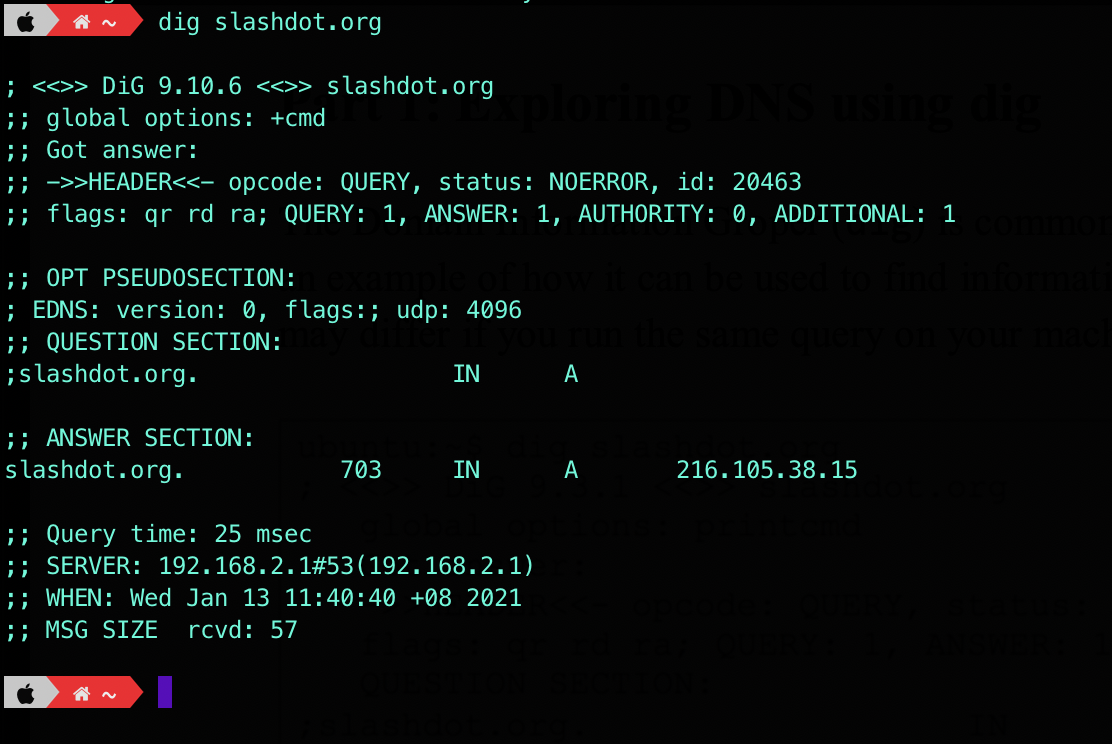 ~ dig slashdot.org
; <<>> DiG 9.10.6 <<>> slashdot.org
;; global options: +cmd
;; Got answer:
;; ->>HEADER<<- opcode: QUERY, status: NOERROR, id: 20463
;; flags: qr rd ra; QUERY: 1, ANSWER: 1, AUTHORITY: 0, ADDITIONAL: 1
;; OPT PSEUDOSECTION:
; EDNS: version: 0, flags:; udp: 4096
;; QUESTION SECTION:
;slashdot.org. IN A
;; ANSWER SECTION:
slashdot.org. 703 IN A 216.105.38.15
;; Query time: 25 msec
;; SERVER: 192.168.2.1#53(192.168.2.1)
;; WHEN: Wed Jan 13 11:40:40 +08 2021
;; MSG SIZE rcvd: 57
~